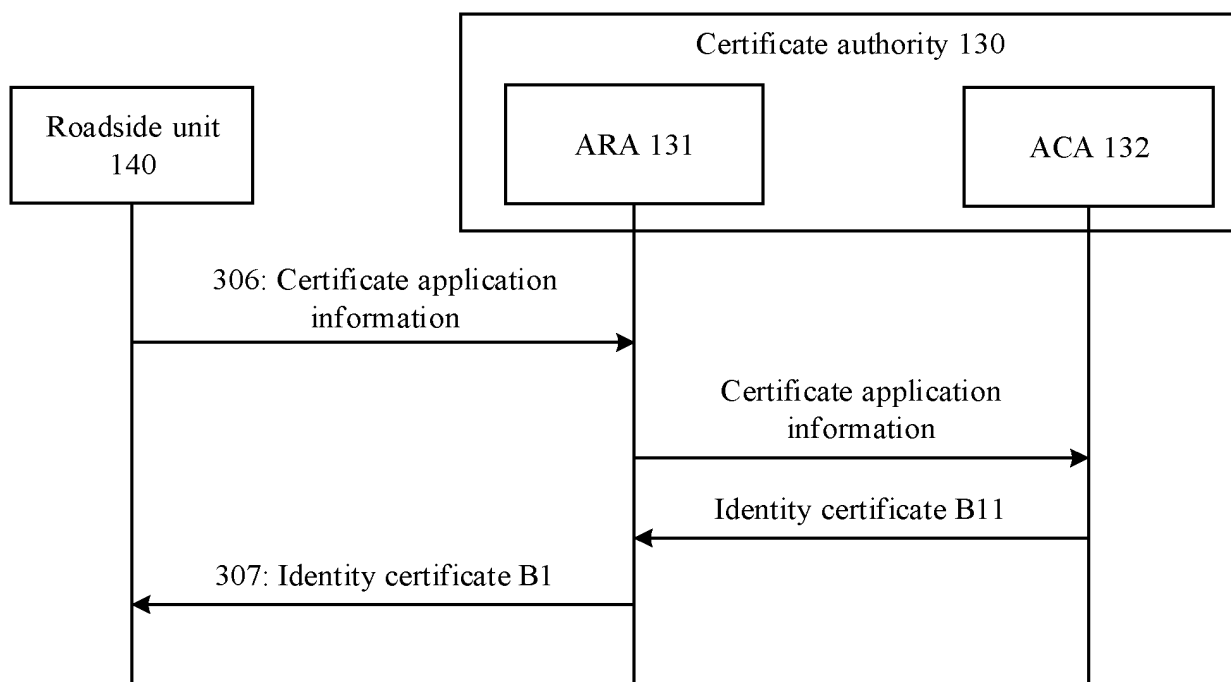 Certificate authority 130
Roadside unit
140
ARA 131
ACA 132
306: Certificate application
information
Certificate application
information
Identity certificate B11
307: Identity certificate B1